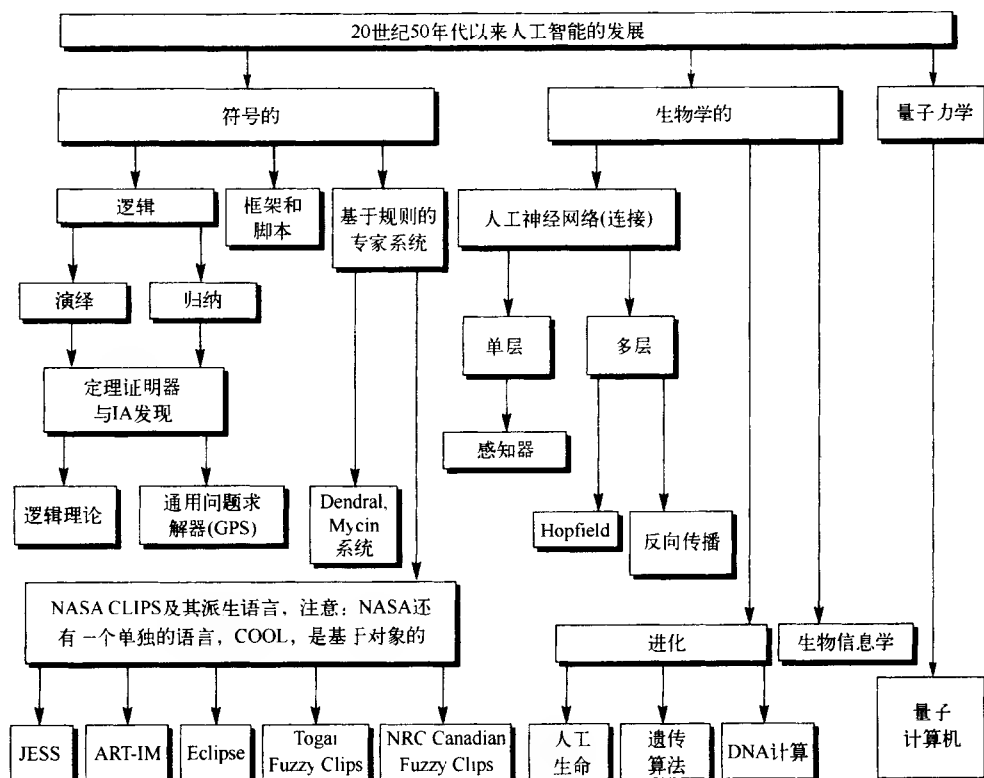 20世纪50年代以来人工智能的发展
符号的
生物学的
量子力学
逻辑
框架和
脚本
基于规则的
专家系统
人工神经网络(连接)
演绎
归纳
单层
多层
定理证明器
与IA发现
感知器
逻辑理论
通用问题求
解器(GPS)
Dendral,
Mycin
系统
Hopfield
反向传播
NASA CLIPS及其派生语言，注意：NASA还
有一个单独的语言，COOL，是基于对象的
进化
生物信息学
JESS
ART-IM
Eclipse
Togai
Fuzzy Clips
NRC Canadian
Fuzzy Clips
人工
生命
遗传
算法
DNA计算
量子
计算机